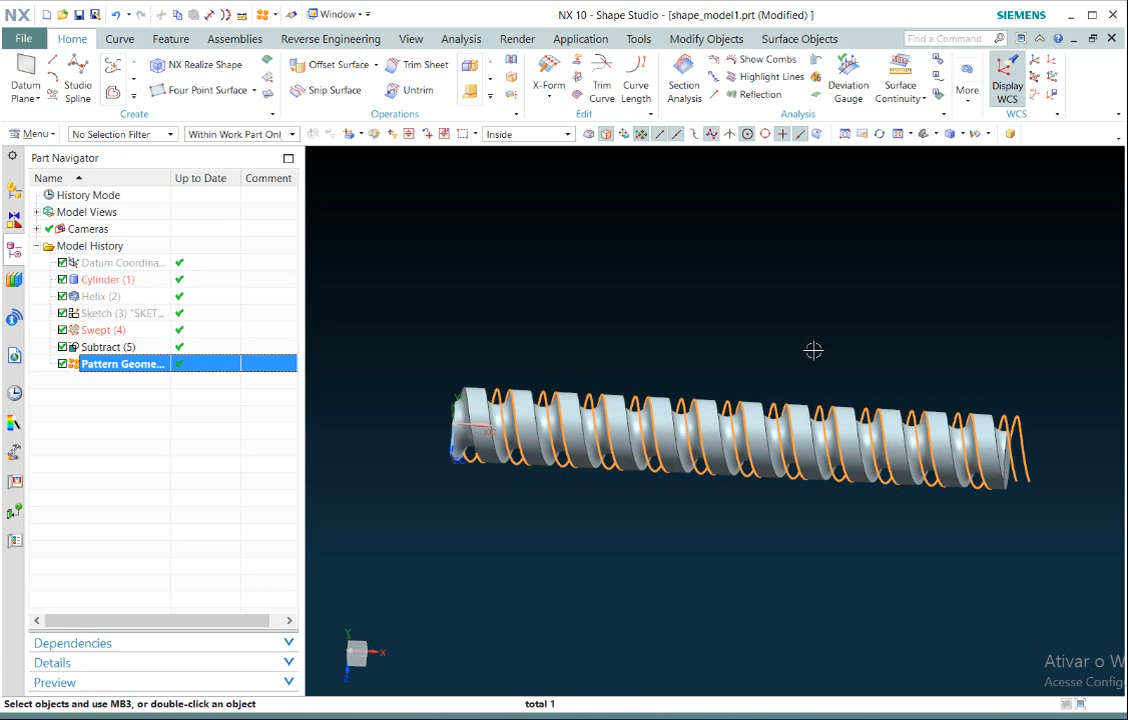 NX
Window
NX 10 - Shape Studio - [shape_model1.prt (Modified) ]
SIEMENS
File
Home
Curve
Feature
Assemblies
Reverse Engineering
View
Analysis
Render
Application
Tools
Modify Objects
Surface Objects
Find a Command
Datum Plane
Studio Spline
NX Realize Shape
Four Point Surface
Offset Surface
Snip Surface
Trim Sheet
Untrim
X-Form
Trim Curve
Curve Length
Section Analysis
Show Combs
Highlight Lines
Reflection
Deviation Gauge
Surface Continuity
More
Display WCS
Create
Operations
Edit
Analysis
WCS
Menu
No Selection Filter
Within Work Part Onl
Inside
Part Navigator
Name
Up to Date
Comment
History Mode
Model Views
Cameras
Model History
Datum Coordina...
Cylinder (1)
Helix (2)
Sketch (3) "SKET...
Swept (4)
Subtract (5)
Pattern Geome...
Y
XC
Y
X
Z
Dependencies
Details
Preview
Ativar o W
Acesse Config
Select objects and use MB3, or double-click an object
total 1